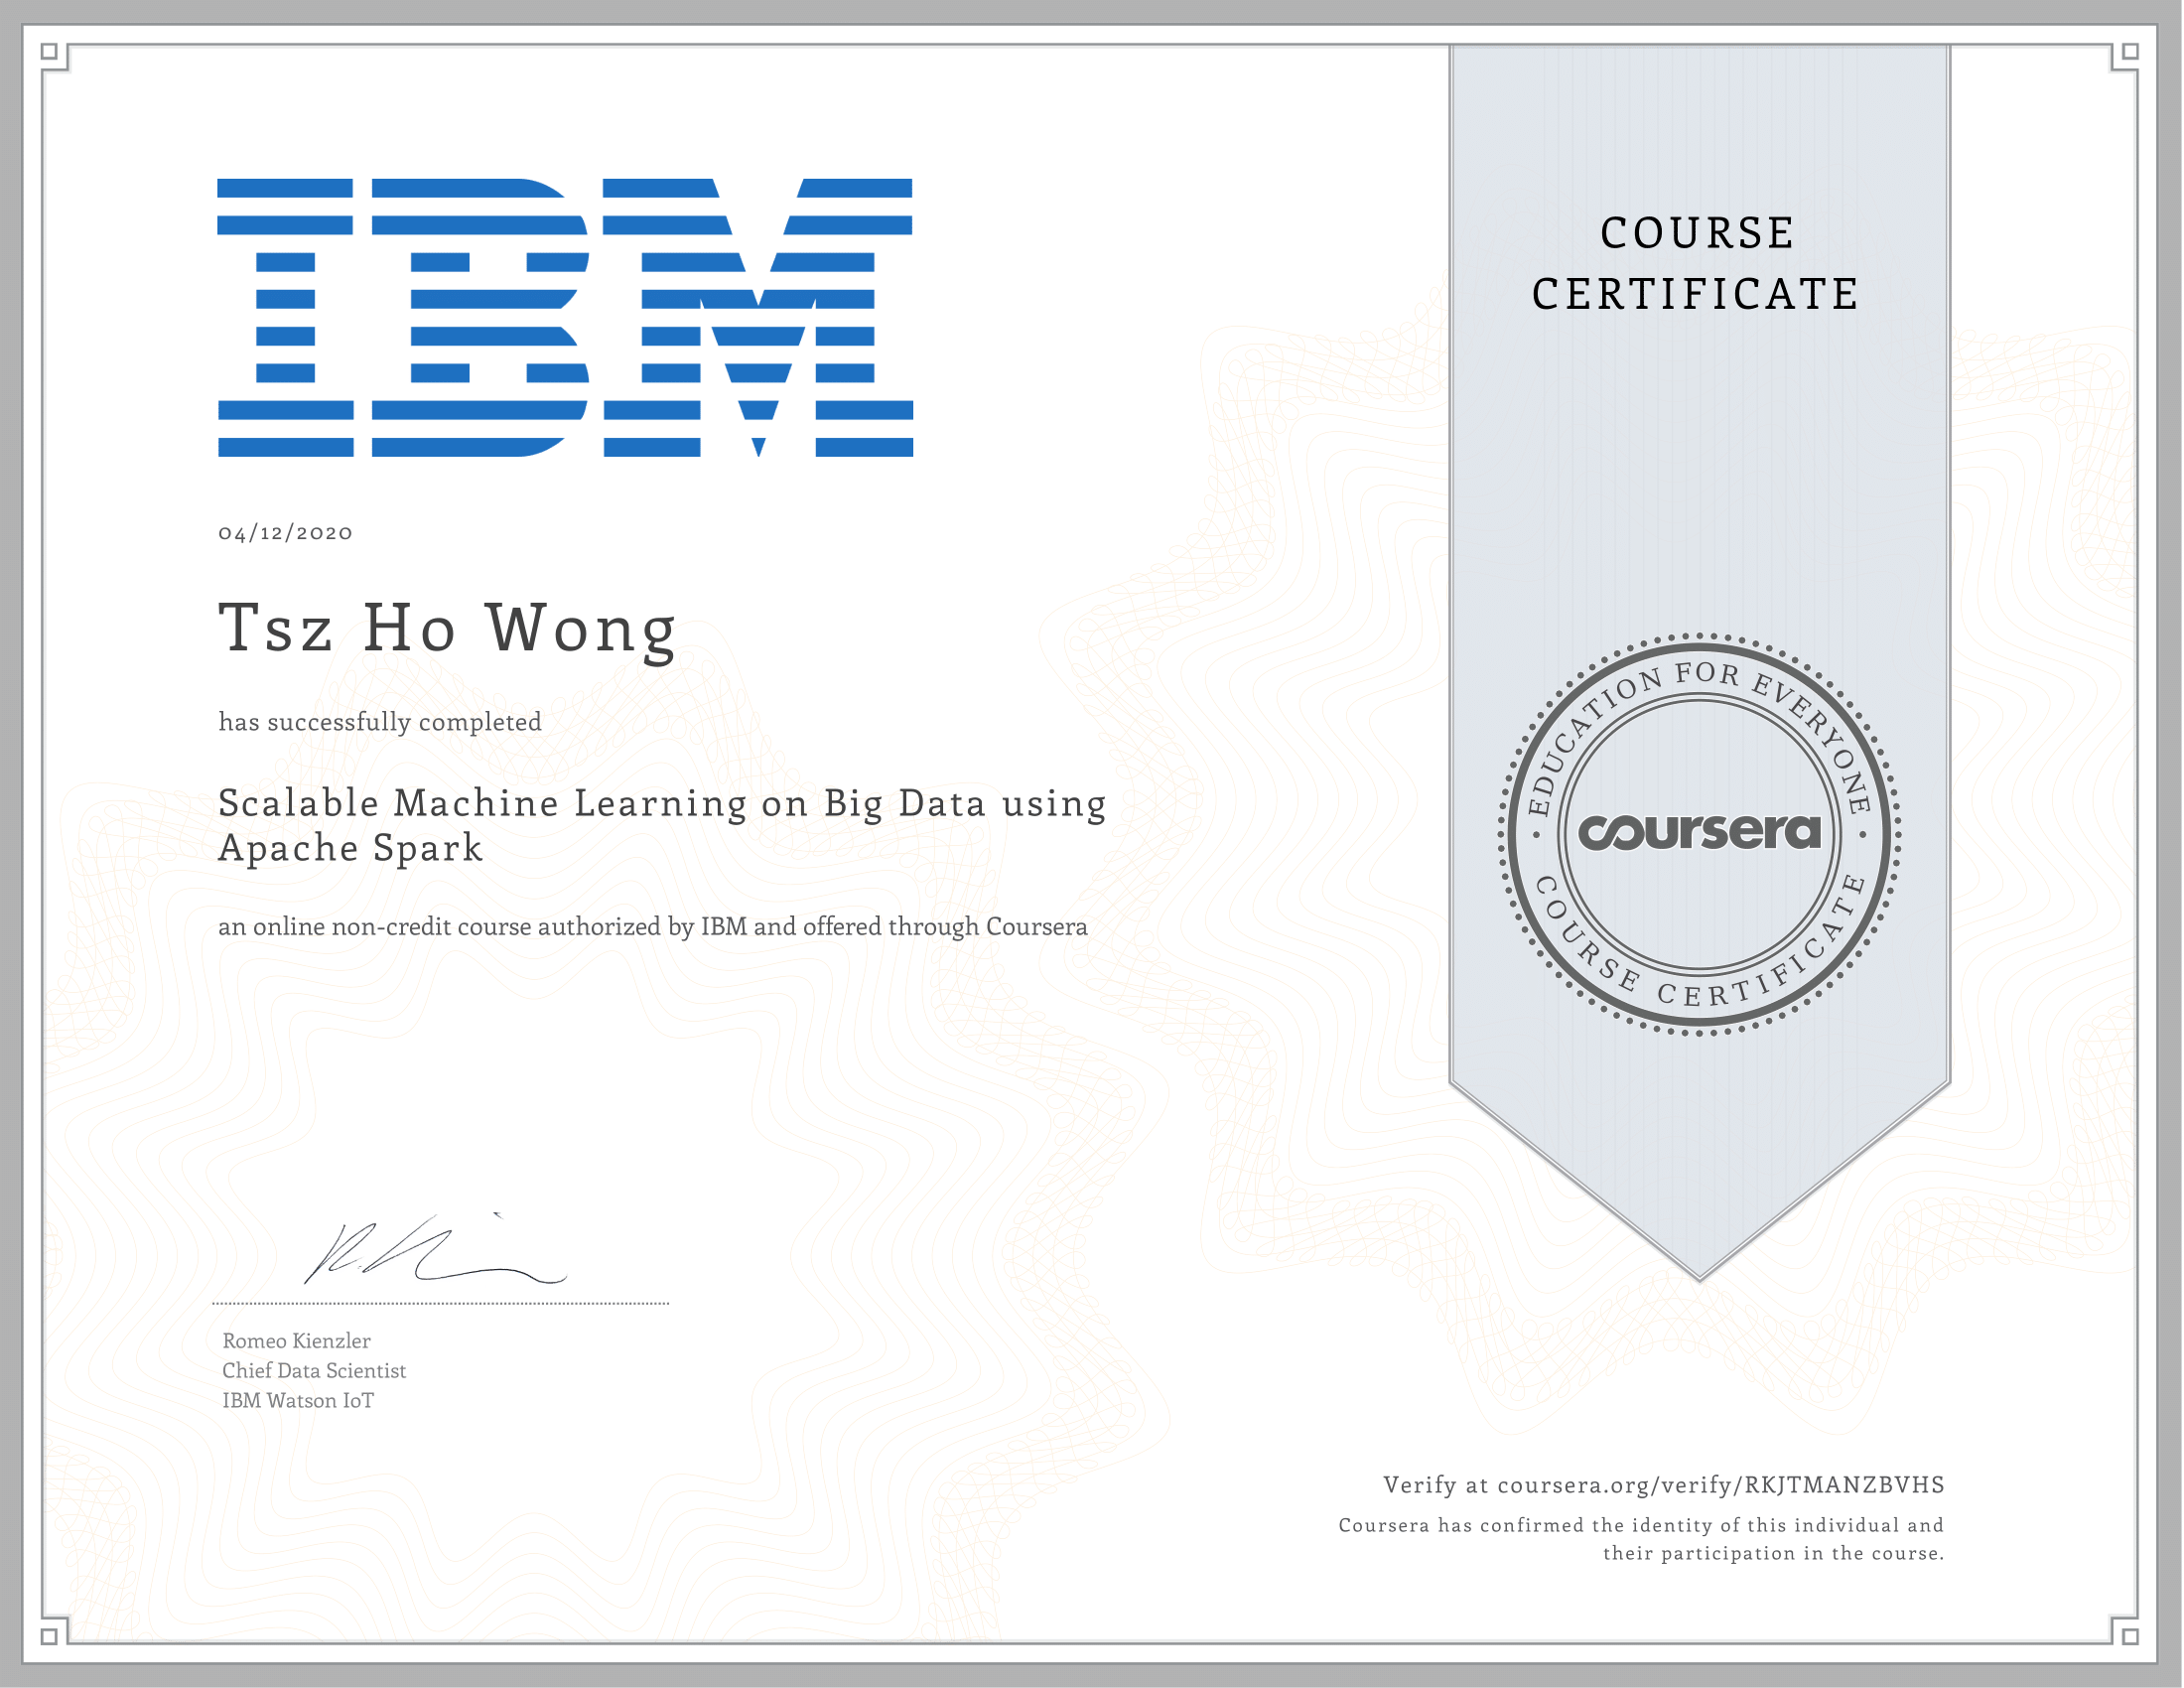 IBM
04/12/2020
Tsz Ho Wong
has successfully completed
Scalable Machine Learning on Big Data using
Apache Spark
an online non-credit course authorized by IBM and offered through Coursera
Romeo Kienzler
Chief Data Scientist
IBM Watson IoT
COURSE
CERTIFICATE
EDUCATION FOR EVERYONE
coursera
COURSE CERTIFICATE
Verify at coursera.org/verify/RKJTMANZBVHS
Coursera has confirmed the identity of this individual and
their participation in the course.